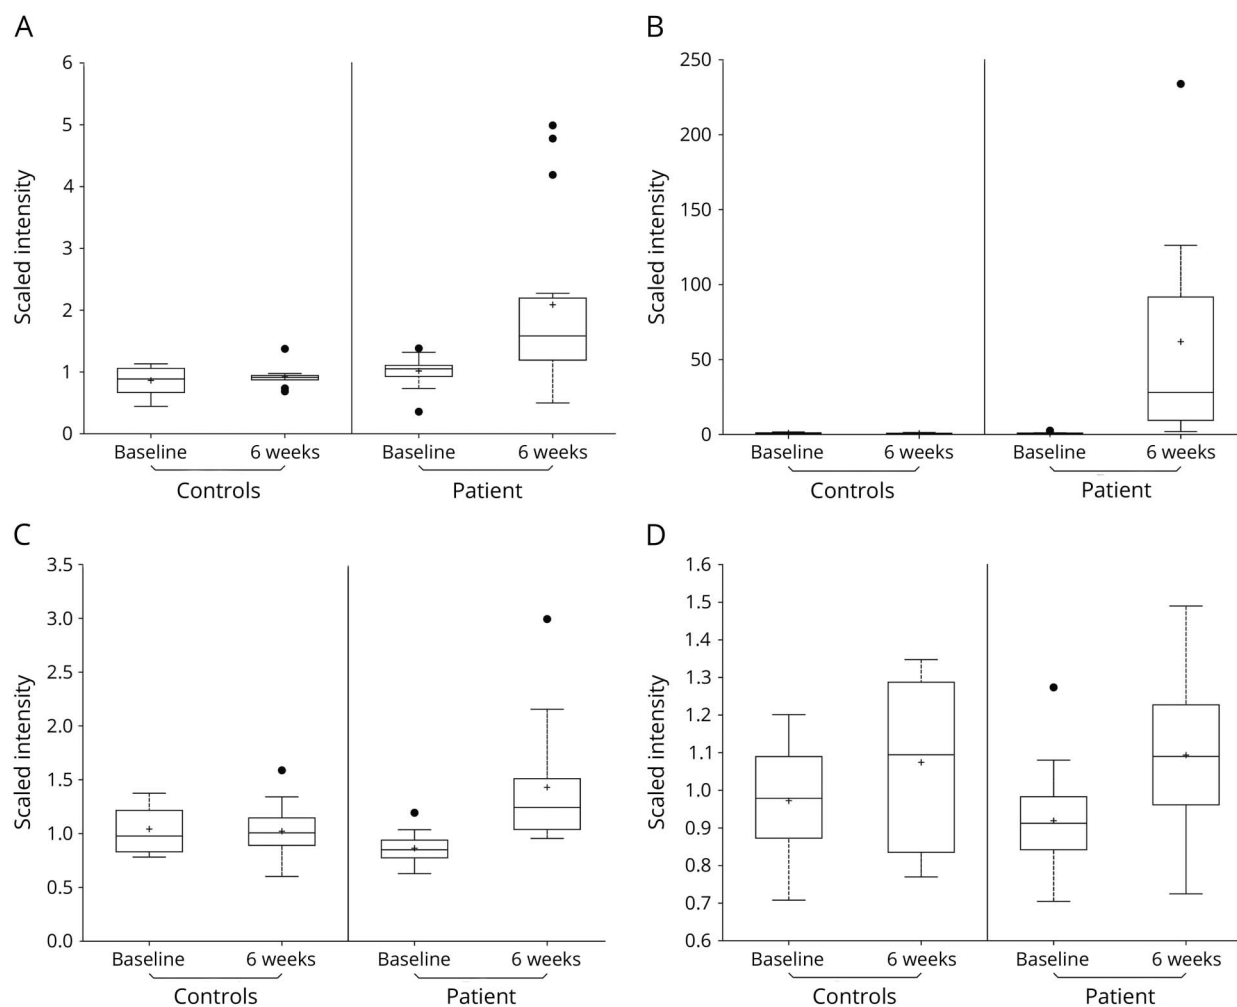 A
Scaled intensity
6
5
4
3
2
1
0
Baseline 6 weeks Baseline 6 weeks
Controls Patient
B
Scaled intensity
250
200
150
100
50
0
Baseline 6 weeks Baseline 6 weeks
Controls Patient
C
Scaled intensity
3.5
3.0
2.5
2.0
1.5
1.0
0.5
0.0
Baseline 6 weeks Baseline 6 weeks
Controls Patient
D
Scaled intensity
1.6
1.5
1.4
1.3
1.2
1.1
1.0
0.9
0.8
0.7
0.6
Baseline 6 weeks Baseline 6 weeks
Controls Patient